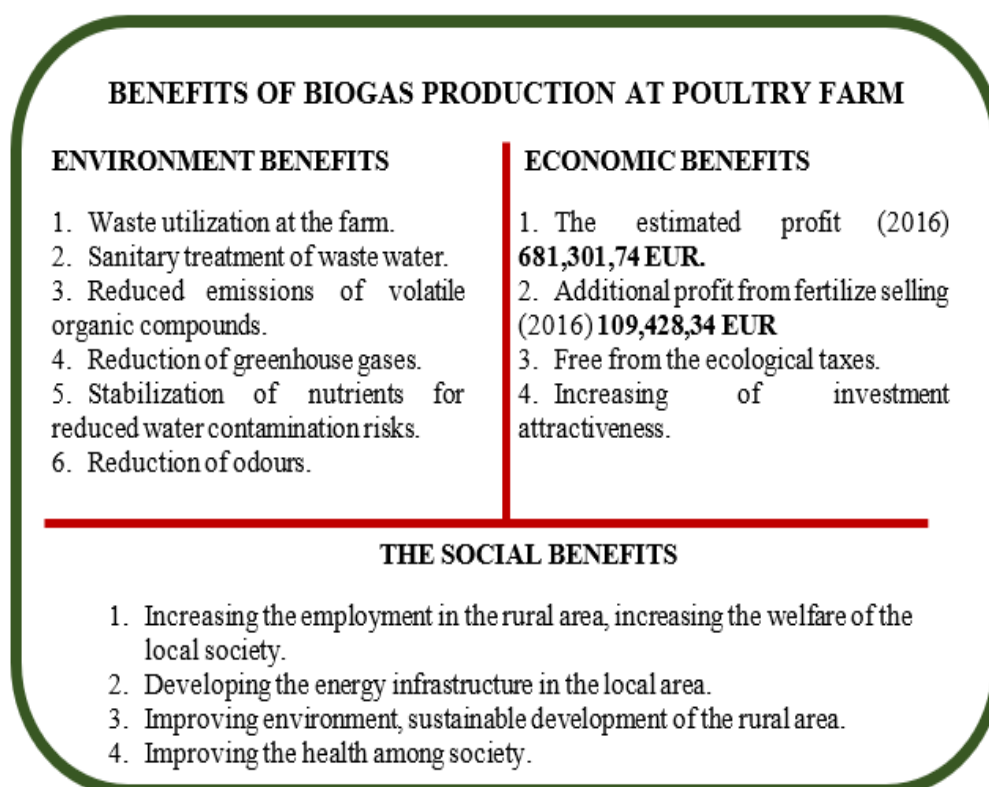 BENEFITS OF BIOGAS PRODUCTION AT POULTRY FARM
ENVIRONMENT BENEFITS
1. Waste utilization at the farm.
2. Sanitary treatment of waste water.
3. Reduced emissions of volatile
organic compounds.
4. Reduction of greenhouse gases.
5. Stabilization of nutrients for
reduced water contamination risks.
6. Reduction of odours.
ECONOMIC BENEFITS
1. The estimated profit (2016)
681,301,74 EUR.
2. Additional profit from fertilize selling
(2016) 109,428,34 EUR
3. Free from the ecological taxes.
4. Increasing of investment
attractiveness.
THE SOCIAL BENEFITS
1. Increasing the employment in the rural area, increasing the welfare of the
local society.
2. Developing the energy infrastructure in the local area.
3. Improving environment, sustainable development of the rural area.
4. Improving the health among society.